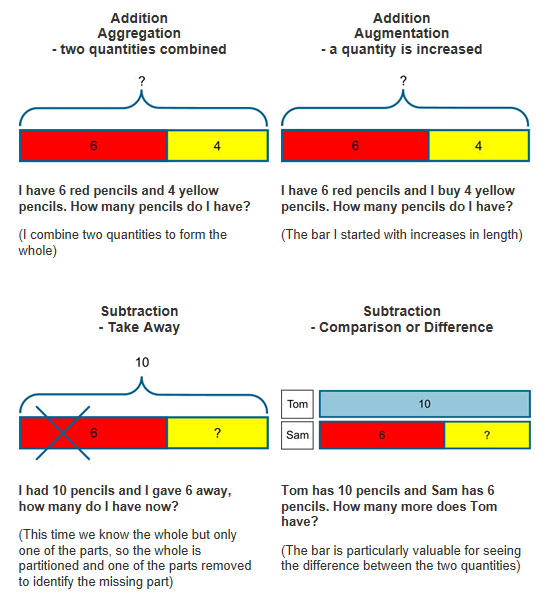 Addition
Aggregation
- two quantities combined
?
6
4
I have 6 red pencils and 4 yellow
pencils. How many pencils do I have?
(I combine two quantities to form the
whole)
Addition
Augmentation
- a quantity is increased
?
6
4
I have 6 red pencils and I buy 4 yellow
pencils. How many pencils do I have?
(The bar I started with increases in length)
Subtraction
- Take Away
10
6
?
I had 10 pencils and I gave 6 away,
how many do I have now?
(This time we know the whole but only
one of the parts, so the whole is
partitioned and one of the parts removed
to identify the missing part)
Subtraction
- Comparison or Difference
Tom
10
Sam
6
?
Tom has 10 pencils and Sam has 6
pencils. How many more does Tom
have?
(The bar is particularly valuable for seeing
the difference between the two quantities)